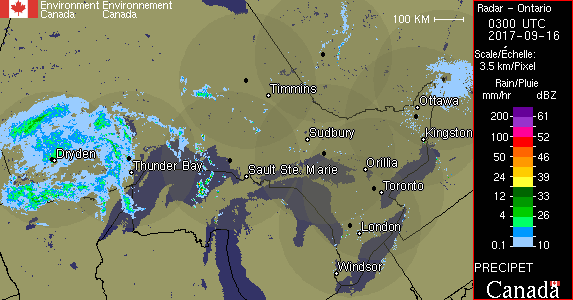 Environment Environnement
Canada Canada
100 KM
Timmins
Ottawa
Sudbury
Kingston
Dryden
Thunder Bay
Sault Ste. Marie
Orillia
Toronto
London
Windsor
Radar - Ontario
0300 UTC
2017-09-16
Scale/Échelle:
3.5 km/Pixel
Rain/Pluie
mm/hr dBZ
200 61
100 52
50 46
24 39
12 33
4 26
2 20
0.1 10
PRECIPET
Canada